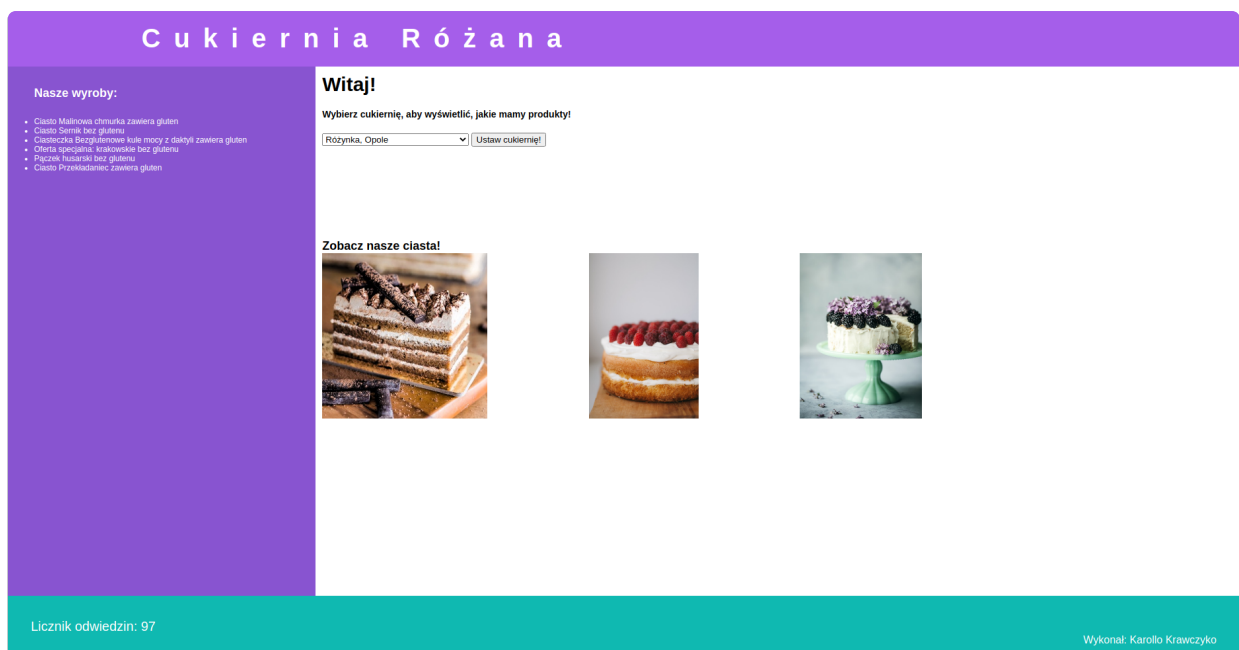 Cukiernia Różana
Nasze wyroby:
Ciasto Malinowa chmurka zawiera gluten
Ciasto Sernik bez glutenu
Ciasteczka Bezglutenowe kule mocy z daktyli zawiera gluten
Oferta specjalna: krakowskie bez glutenu
Pączek husarski bez glutenu
Ciasto Przekładaniec zawiera gluten
Witaj!
Wybierz cukiernię, aby wyświetlić, jakie mamy produkty!
Różynka, Opole
Ustaw cukiernię!
Zobacz nasze ciasta!
Licznik odwiedzin: 97
Wykonał: Karollo Krawczyko